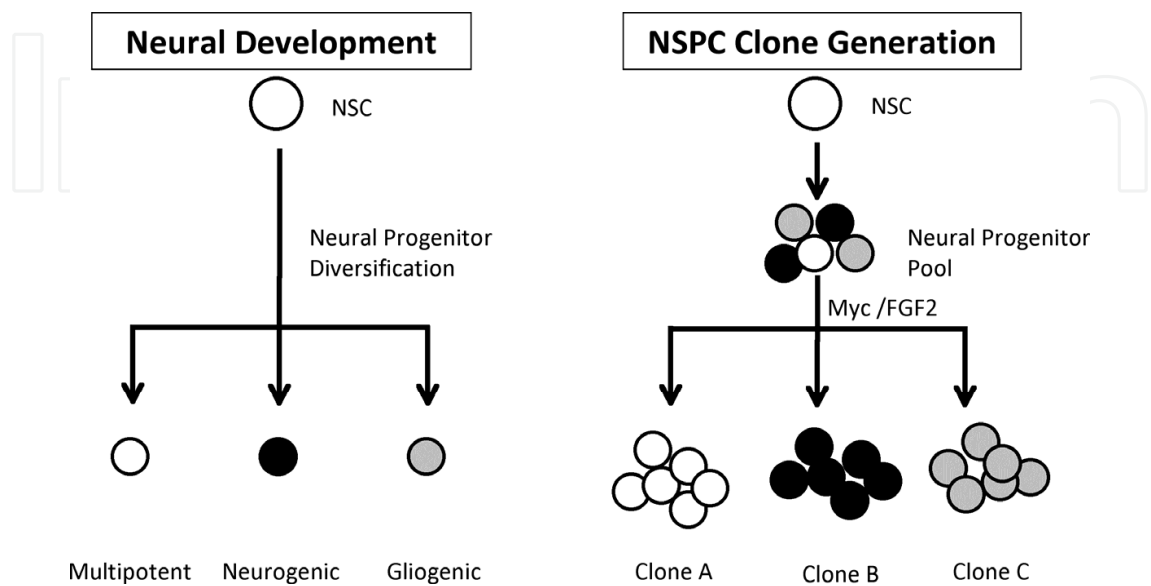 Neural Development
NSC
Neural Progenitor
Diversification
Multipotent
Neurogenic
Gliogenic
NSPC Clone Generation
NSC
Neural Progenitor
Pool
Myc /FGF2
Clone A
Clone B
Clone C